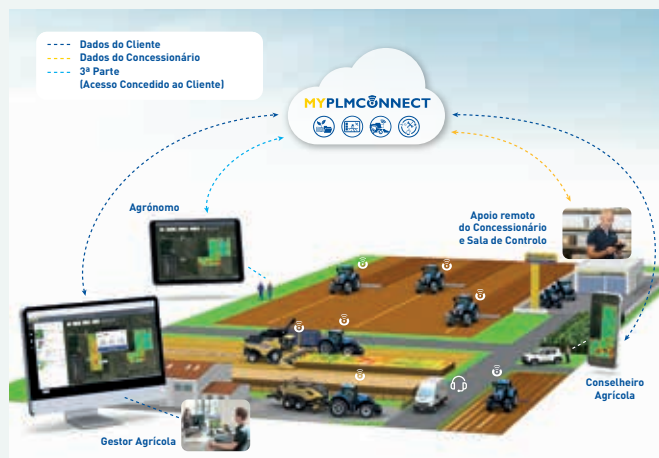 Dados do Cliente
Dados do Concessionário
3ª Parte
(Acesso Concedido ao Cliente)
MYPLMCONNECT
Agrónomo
Apoio remoto
do Concessionário
e Sala de Controlo
Conselheiro
Agrícola
Gestor Agrícola